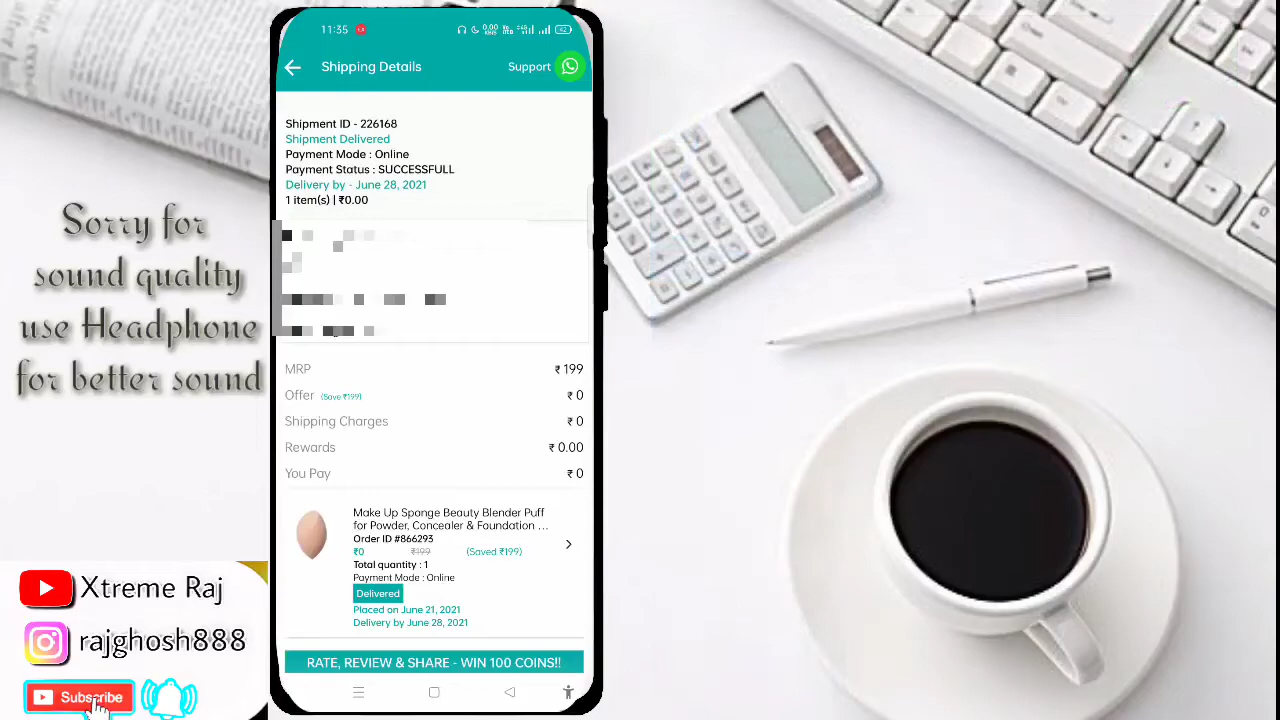 Sorry for
sound quality
use Headphone
for better sound
Xtreme Raj
rajghosh888
Subscribe
11:35
Shipping Details
Support
Shipment ID - 226168
Shipment Delivered
Payment Mode : Online
Payment Status : SUCCESSFULL
Delivery by - June 28, 2021
1 item(s) | ₹0.00
MRP ₹ 199
Offer (Save ₹199) ₹ 0
Shipping Charges ₹ 0
Rewards ₹ 0.00
You Pay ₹ 0
Make Up Sponge Beauty Blender Puff
for Powder, Concealer & Foundation ...
Order ID #866293
₹0 ₹199 (Saved ₹199)
Total quantity : 1
Payment Mode : Online
Delivered
Placed on June 21, 2021
Delivery by June 28, 2021
RATE, REVIEW & SHARE - WIN 100 COINS!!